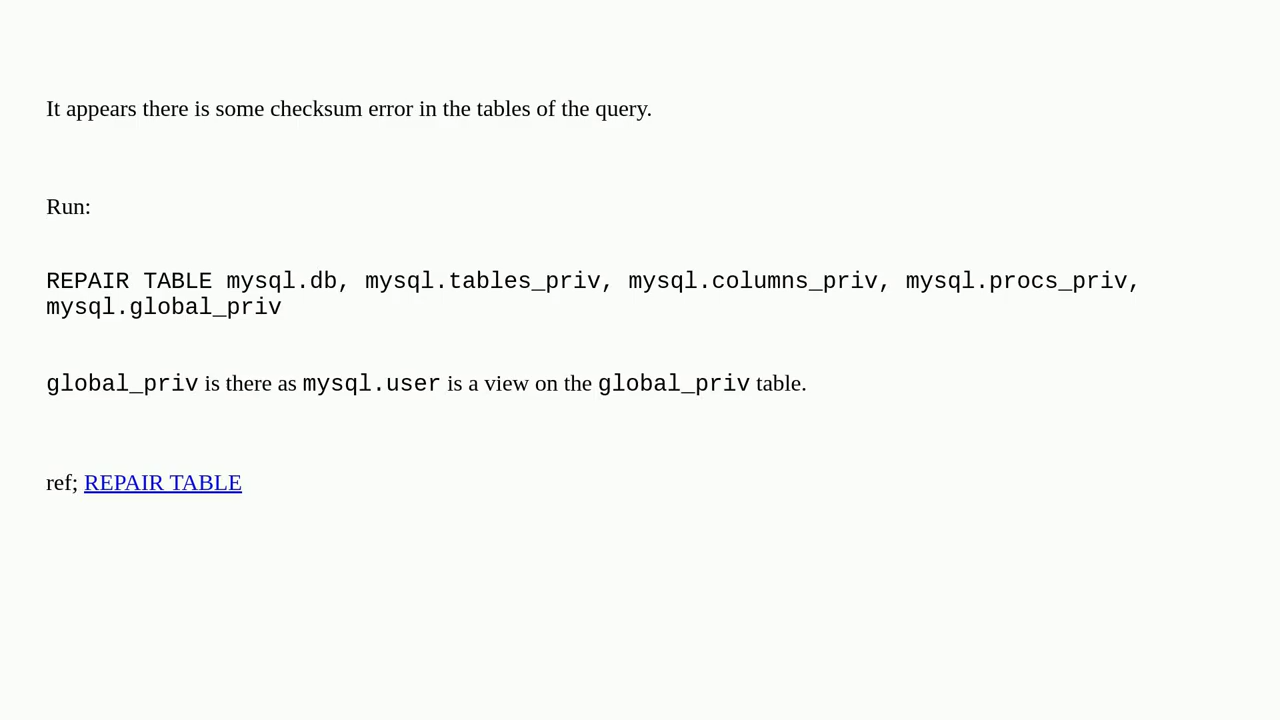 It appears there is some checksum error in the tables of the query.
Run:
REPAIR TABLE mysql.db, mysql.tables_priv, mysql.columns_priv, mysql.procs_priv,
mysql.global_priv
global_priv is there as mysql.user is a view on the global_priv table.
ref; REPAIR TABLE